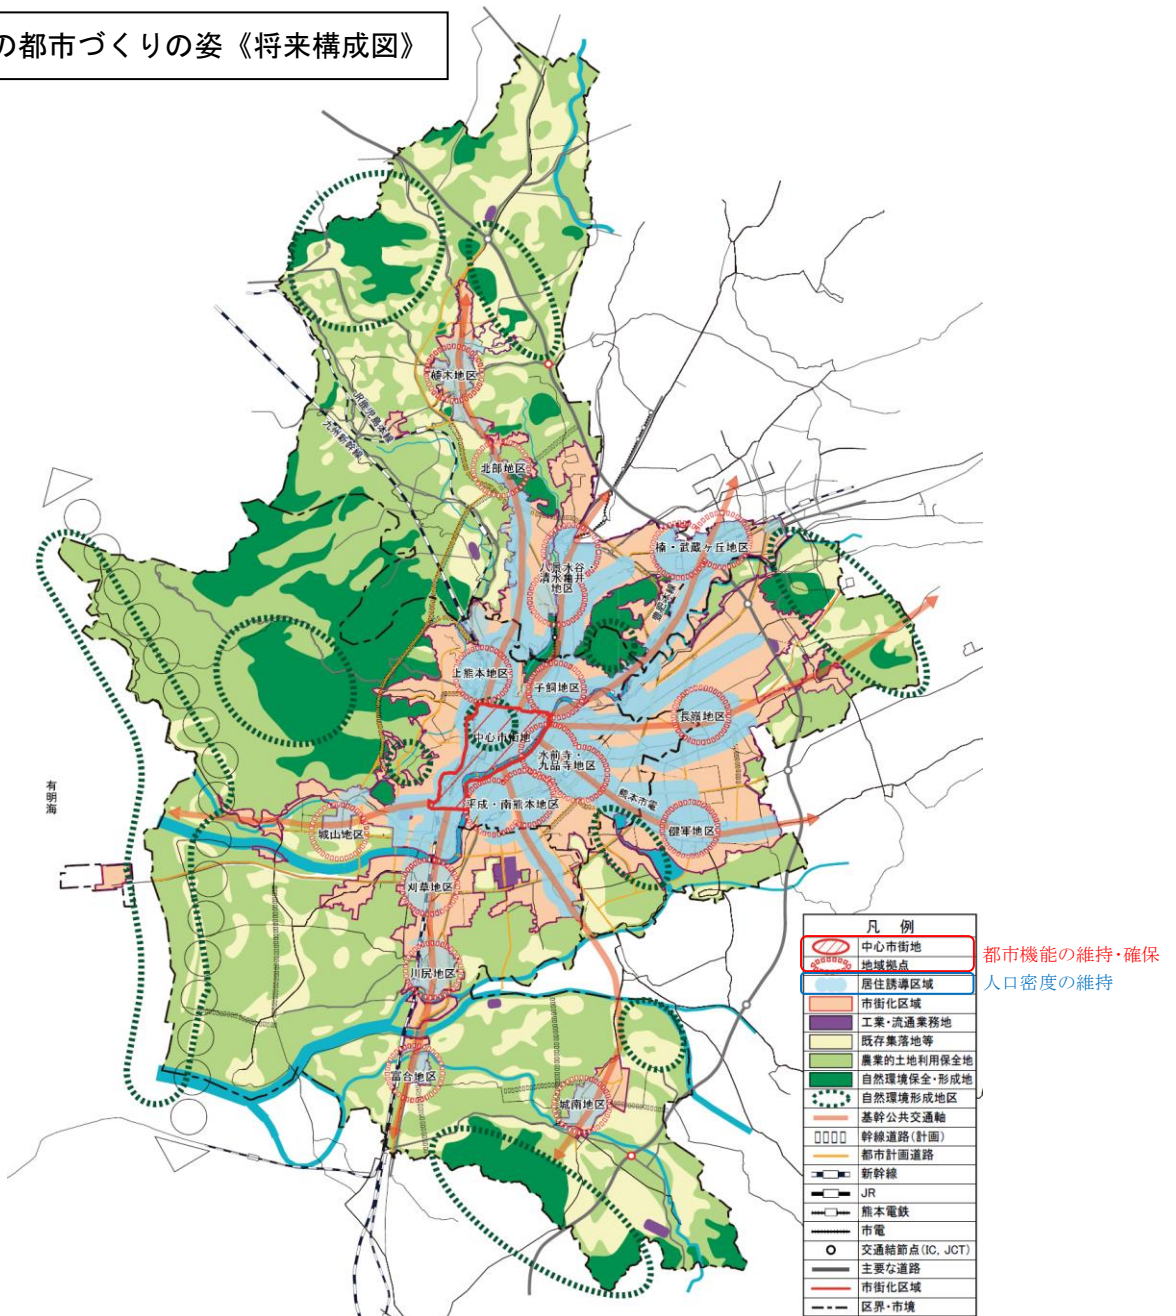 の都市づくりの姿《将来構成図》
JR鹿児島本線
九州新幹線
植木地区
北部地区
楠・武蔵ヶ丘地区
八景水谷
清水亀井
地区
豊肥本線
上熊本地区
子飼地区
長嶺地区
中心市街地
水前寺・
九品寺地区
平成・南熊本地区
熊本市電
健軍地区
城山地区
刈草地区
川尻地区
富合地区
城南地区
有明海
凡 例
中心市街地
地域拠点
居住誘導区域
市街化区域
工業・流通業務地
既存集落地等
農業的土地利用保全地
自然環境保全・形成地
自然環境形成地区
基幹公共交通軸
幹線道路(計画)
都市計画道路
新幹線
JR
熊本電鉄
市電
交通結節点(IC, JCT)
主要な道路
市街化区域
区界・市境
都市機能の維持・確保
人口密度の維持